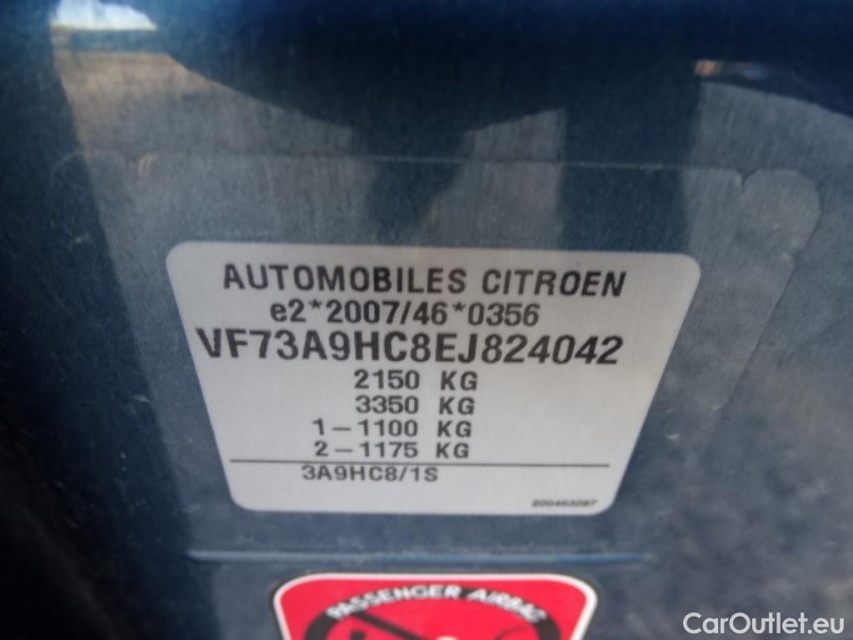 AUTOMOBILES CITROEN
e2*2007/46*0356
VF73A9HC8EJ824042
2150 KG
3350 KG
1-1100 KG
2-1175 KG
3A9HC8/1S
PASSENGER AIRBAG
CarOutlet.eu